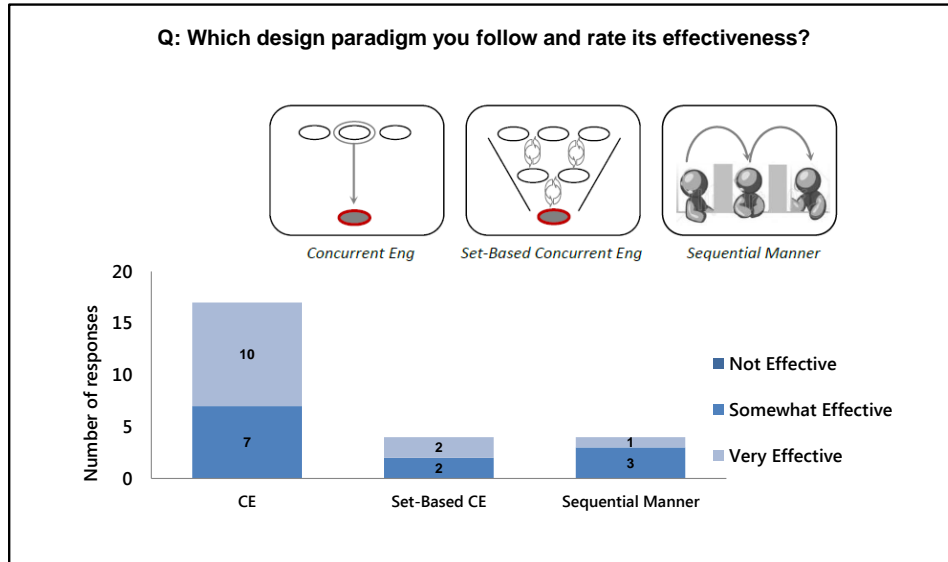 Q: Which design paradigm you follow and rate its effectiveness?
Concurrent Eng
Set-Based Concurrent Eng
Sequential Manner
Number of responses
20
15
10
5
0
10
7
2
2
1
3
CE
Set-Based CE
Sequential Manner
Not Effective
Somewhat Effective
Very Effective